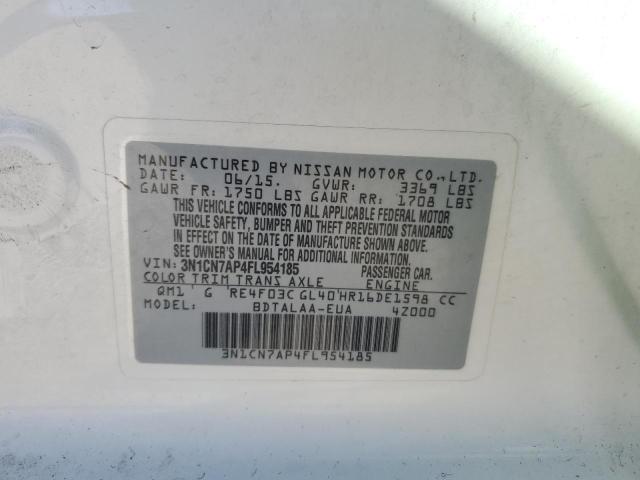 MANUFACTURED BY NISSAN MOTOR CO.,LTD.
DATE: 06/15. GVWR: 3369 LBS
GAWR FR: 1750 LBS GAWR RR: 1708 LBS
THIS VEHICLE CONFORMS TO ALL APPLICABLE FEDERAL MOTOR
VEHICLE SAFETY, BUMPER AND THEFT PREVENTION STANDARDS
IN EFFECT ON THE DATE OF MANUFACTURE SHOWN ABOVE.
SEE OWNER'S MANUAL FOR ADDITIONAL INFORMATION
VIN: 3N1CN7AP4FL954185 PASSENGER CAR.
COLOR TRIM TRANS AXLE ENGINE
QM1 ' G RE4F03C GL40'HR16DE1598 CC
MODEL: BDTALAA-EUA 4Z000
3N1CN7AP4FL954185